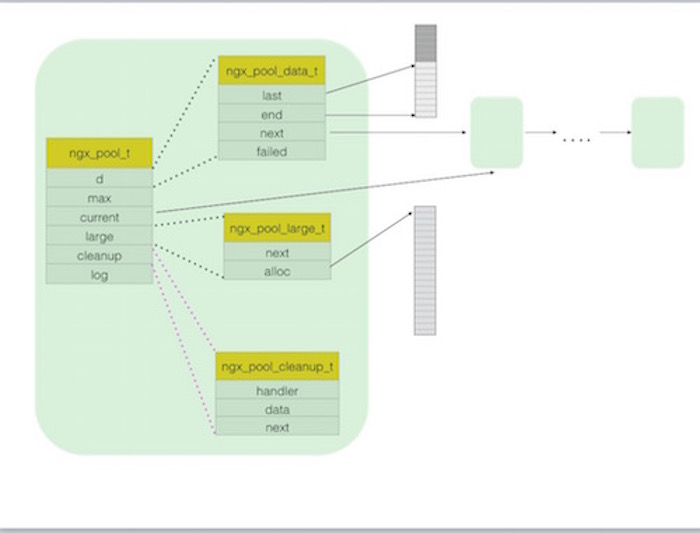 ngx_pool_t
d
max
current
large
cleanup
log
ngx_pool_data_t
last
end
next
failed
ngx_pool_large_t
next
alloc
ngx_pool_cleanup_t
handler
data
next
....